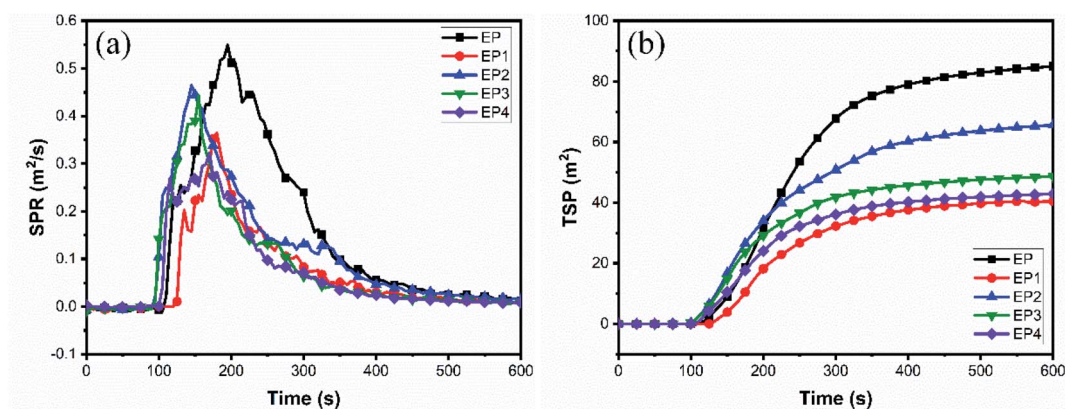 (a)
EP
EP1
EP2
EP3
EP4
SPR (m²/s)
0.6
0.5
0.4
0.3
0.2
0.1
0.0
-0.1
0 100 200 300 400 500 600
Time (s)
(b)
EP
EP1
EP2
EP3
EP4
TSP (m²)
100
80
60
40
20
0
0 100 200 300 400 500 600
Time (s)